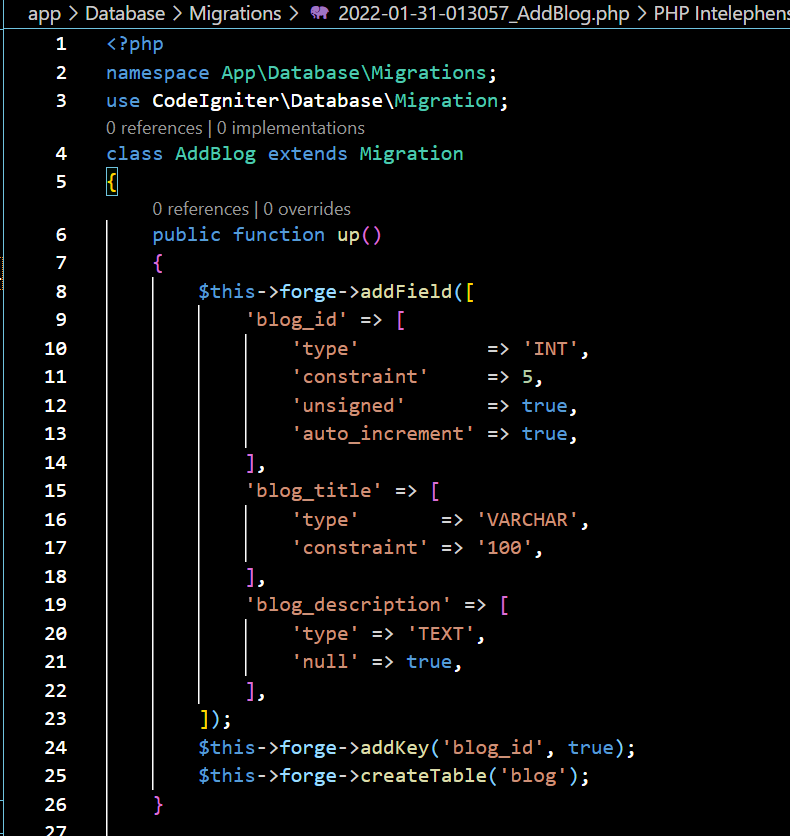 app > Database > Migrations > 2022-01-31-013057_AddBlog.php > PHP Intelephens
1 <?php
2 namespace App\Database\Migrations;
3 use CodeIgniter\Database\Migration;
0 references | 0 implementations
4 class AddBlog extends Migration
5 {
0 references | 0 overrides
6 public function up()
7 {
8 $this->forge->addField([
9 'blog_id' => [
10 'type' => 'INT',
11 'constraint' => 5,
12 'unsigned' => true,
13 'auto_increment' => true,
14 ],
15 'blog_title' => [
16 'type' => 'VARCHAR',
17 'constraint' => '100',
18 ],
19 'blog_description' => [
20 'type' => 'TEXT',
21 'null' => true,
22 ],
23 ]);
24 $this->forge->addKey('blog_id', true);
25 $this->forge->createTable('blog');
26 }
27